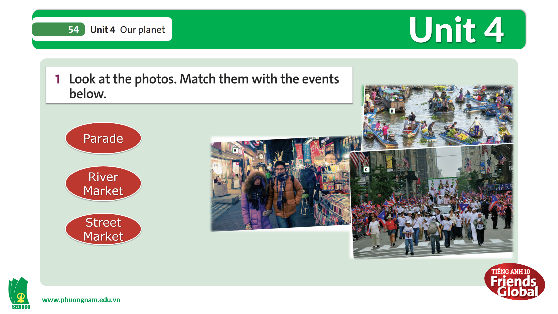 54 Unit 4 Our planet
Unit 4
1 Look at the photos. Match them with the events
below.
Parade
River
Market
Street
Market
TIẾNG ANH 10
Friends
Global
www.phuongnam.edu.vn